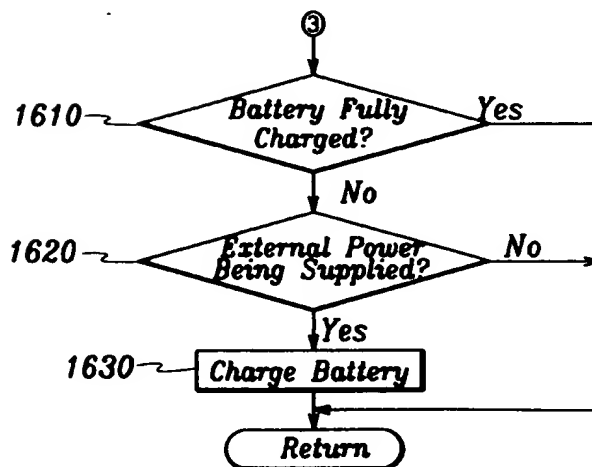 3
1610
Battery Fully
Charged?
Yes
No
1620
External Power
Being Supplied?
No
Yes
1630
Charge Battery
Return